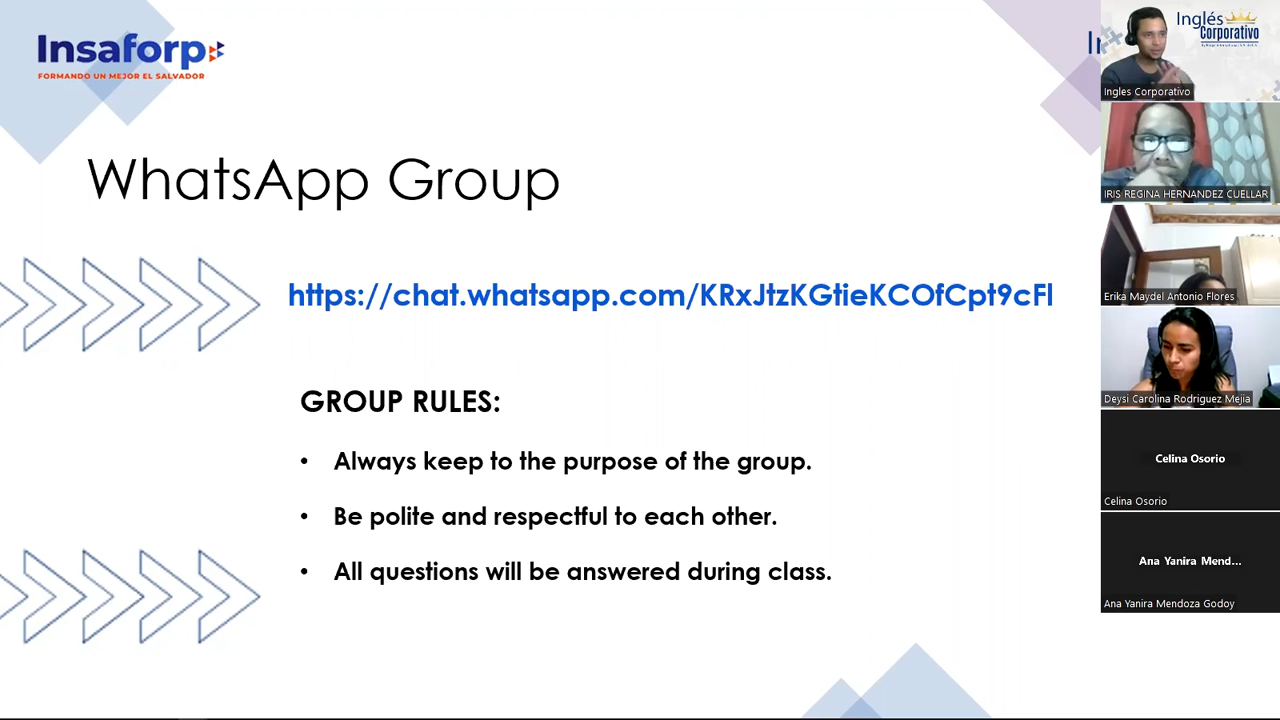 Insaforp
FORMANDO UN MEJOR EL SALVADOR
WhatsApp Group
https://chat.whatsapp.com/KRxJtzKGtieKCOfCpt9cFl
GROUP RULES:
• Always keep to the purpose of the group.
• Be polite and respectful to each other.
• All questions will be answered during class.
Inglés
Corporativo
Ingles Corporativo
IRIS REGINA HERNANDEZ CUELLAR
Erika Maydel Antonio Flores
Deysi Carolina Rodriguez Mejia
Celina Osorio
Celina Osorio
Ana Yanira Mend...
Ana Yanira Mendoza Godoy